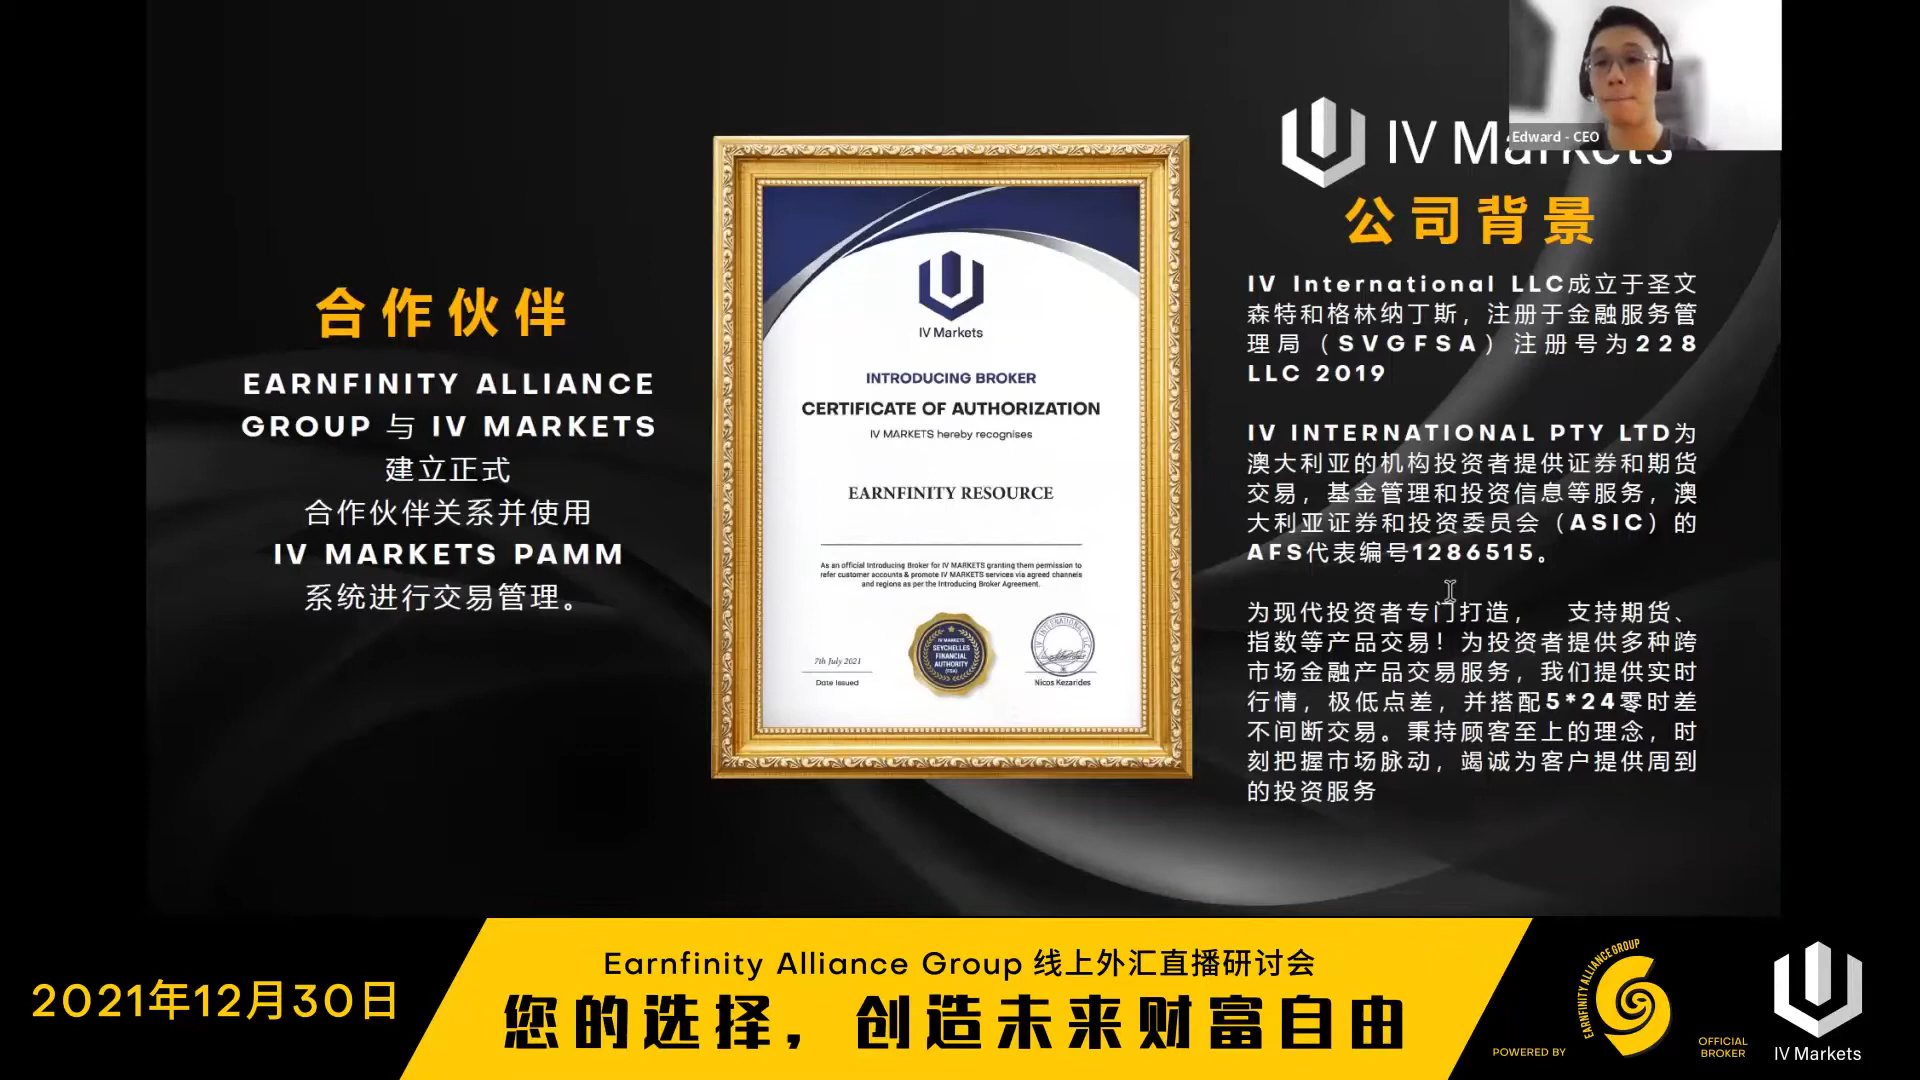 Edward - CEO
IV Markets
公司背景
合作伙伴
EARNFINITY ALLIANCE
GROUP 与 IV MARKETS
建立正式
合作伙伴关系并使用
IV MARKETS PAMM
系统进行交易管理。
IV Markets
INTRODUCING BROKER
CERTIFICATE OF AUTHORIZATION
IV MARKETS hereby recognises
EARNFINITY RESOURCE
As an official Introducing Broker for IV MARKETS granting them permission to
refer customer accounts & promote IV MARKETS services via agreed channels
and regions as per the Introducing Broker Agreement.
7th July 2021
Date Issued
IV MARKETS
SEYCHELLES
FINANCIAL
AUTHORITY
(FSA)
Nicos Kezarides
IV International LLC成立于圣文
森特和格林纳丁斯，注册于金融服务管
理局（SVGFSA）注册号为228
LLC 2019
IV INTERNATIONAL PTY LTD为
澳大利亚的机构投资者提供证券和期货
交易，基金管理和投资信息等服务，澳
大利亚证券和投资委员会（ASIC）的
AFS代表编号1286515。
为现代投资者专门打造， 支持期货、
指数等产品交易！为投资者提供多种跨
市场金融产品交易服务，我们提供实时
行情，极低点差，并搭配5*24零时差
不间断交易。秉持顾客至上的理念，时
刻把握市场脉动，竭诚为客户提供周到
的投资服务
2021年12月30日
Earnfinity Alliance Group 线上外汇直播研讨会
您的选择，创造未来财富自由
POWERED BY
EARNFINITY ALLIANCE GROUP
OFFICIAL
BROKER
IV Markets